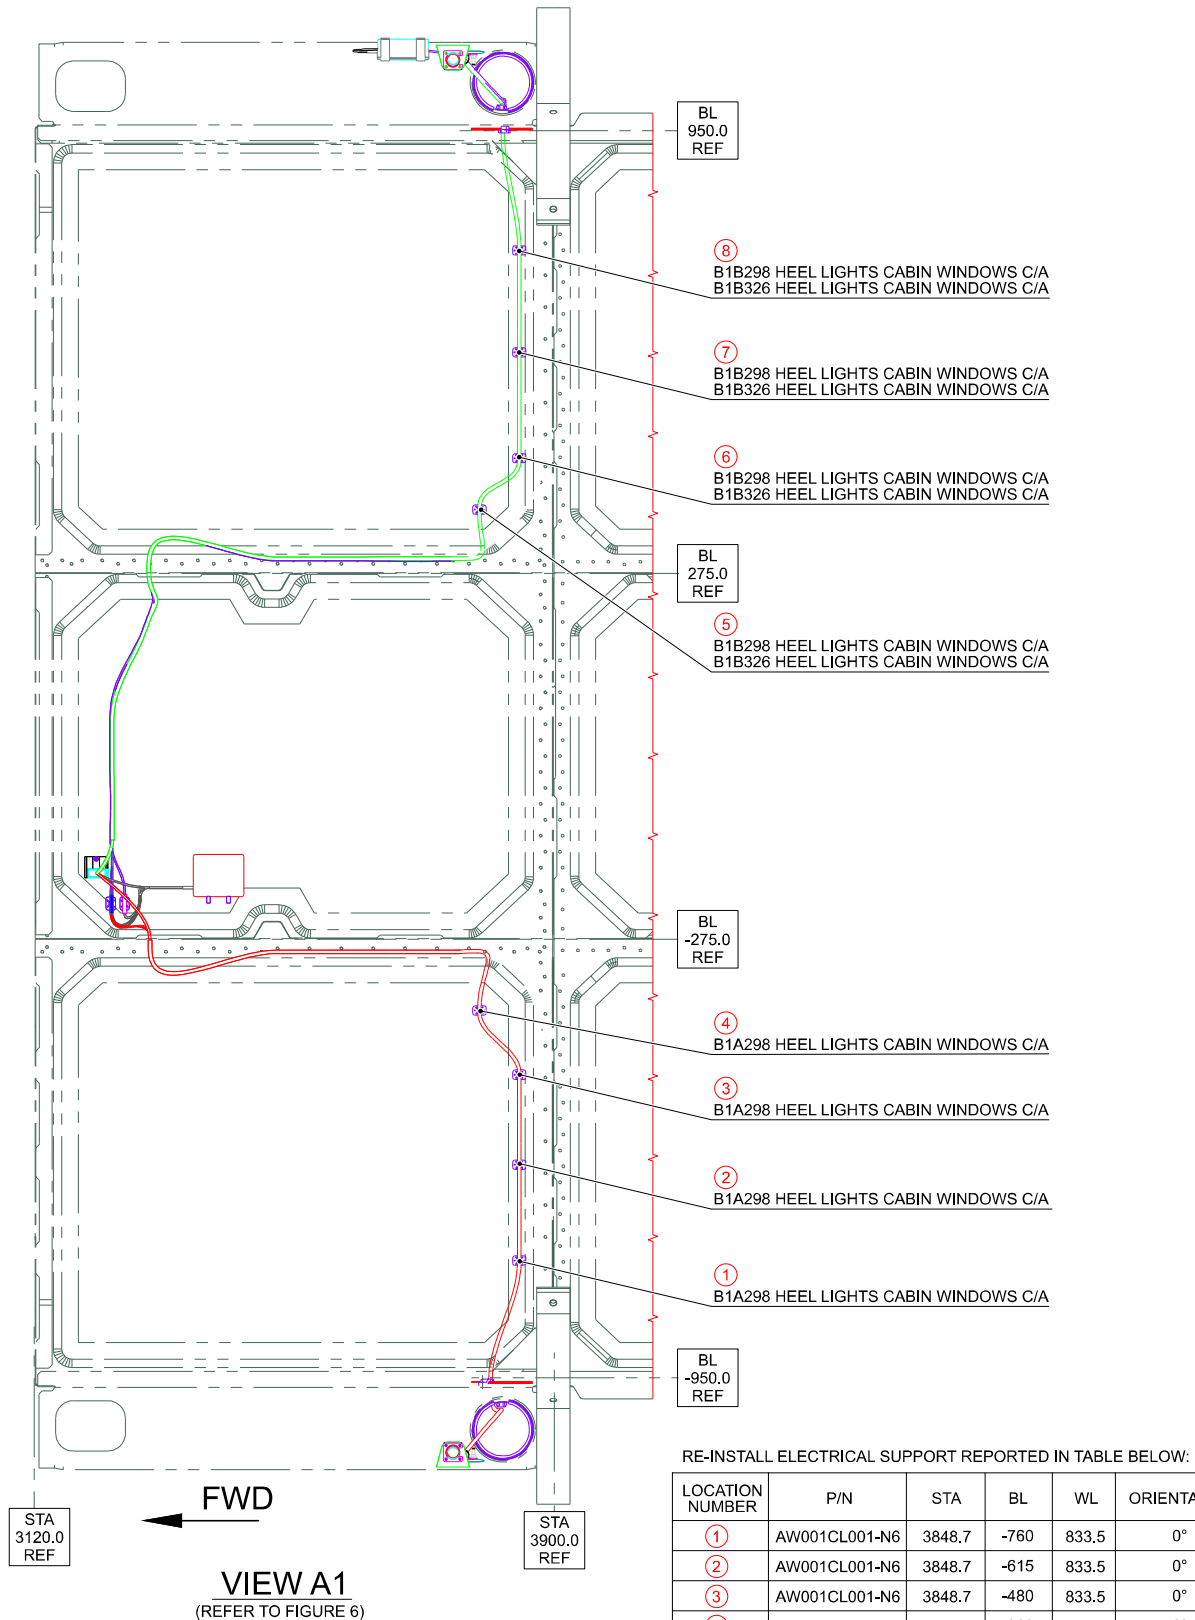 BL
950.0
REF
8
B1B298 HEEL LIGHTS CABIN WINDOWS C/A
B1B326 HEEL LIGHTS CABIN WINDOWS C/A
7
B1B298 HEEL LIGHTS CABIN WINDOWS C/A
B1B326 HEEL LIGHTS CABIN WINDOWS C/A
6
B1B298 HEEL LIGHTS CABIN WINDOWS C/A
B1B326 HEEL LIGHTS CABIN WINDOWS C/A
BL
275.0
REF
5
B1B298 HEEL LIGHTS CABIN WINDOWS C/A
B1B326 HEEL LIGHTS CABIN WINDOWS C/A
BL
-275.0
REF
4
B1A298 HEEL LIGHTS CABIN WINDOWS C/A
3
B1A298 HEEL LIGHTS CABIN WINDOWS C/A
2
B1A298 HEEL LIGHTS CABIN WINDOWS C/A
1
B1A298 HEEL LIGHTS CABIN WINDOWS C/A
BL
-950.0
REF
STA
3120.0
REF
FWD
STA
3900.0
REF
VIEW A1
(REFER TO FIGURE 6)
RE-INSTALL ELECTRICAL SUPPORT REPORTED IN TABLE BELOW:
LOCATION NUMBER P/N STA BL WL ORIENTA
1 AW001CL001-N6 3848.7 -760 833.5 0°
2 AW001CL001-N6 3848.7 -615 833.5 0°
3 AW001CL001-N6 3848.7 -480 833.5 0°